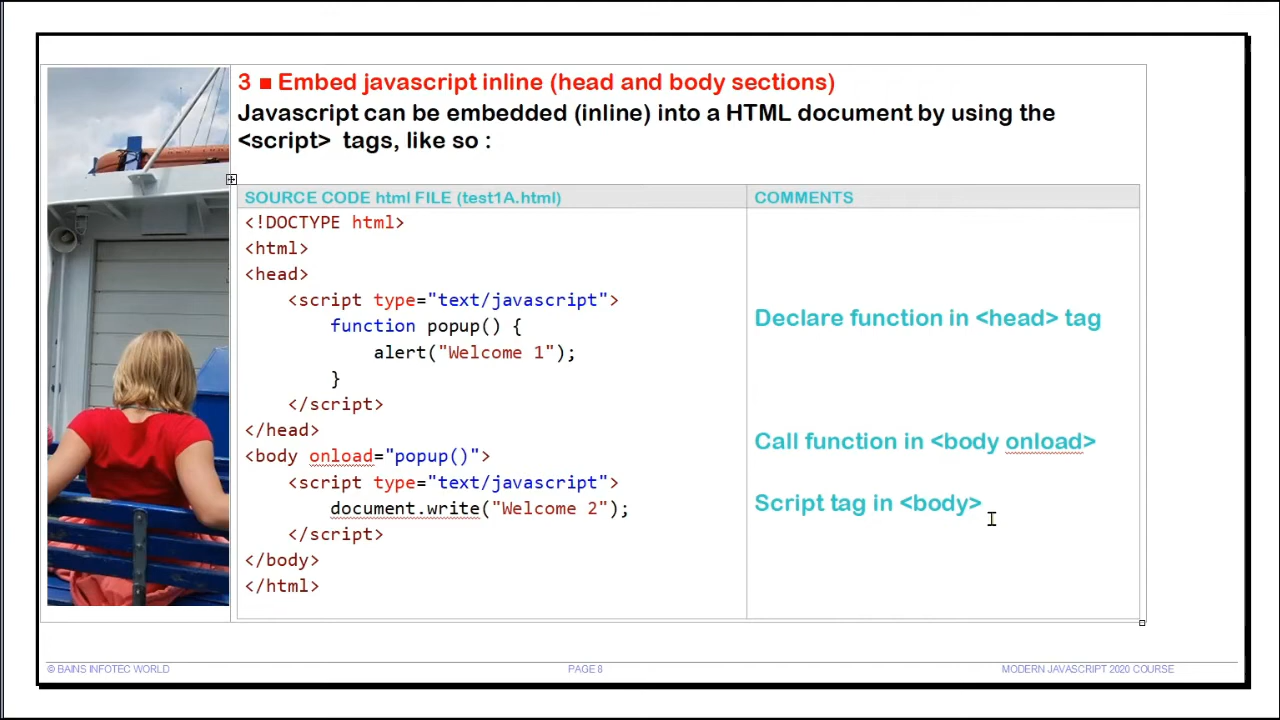 3 ■ Embed javascript inline (head and body sections)
Javascript can be embedded (inline) into a HTML document by using the
<script> tags, like so :
SOURCE CODE html FILE (test1A.html)
COMMENTS
<!DOCTYPE html>
<html>
<head>
<script type="text/javascript">
function popup() {
alert("Welcome 1");
}
</script>
</head>
<body onload="popup()">
<script type="text/javascript">
document.write("Welcome 2");
</script>
</body>
</html>
Declare function in <head> tag
Call function in <body onload>
Script tag in <body>
© BAINS INFOTEC WORLD
PAGE 8
MODERN JAVASCRIPT 2020 COURSE